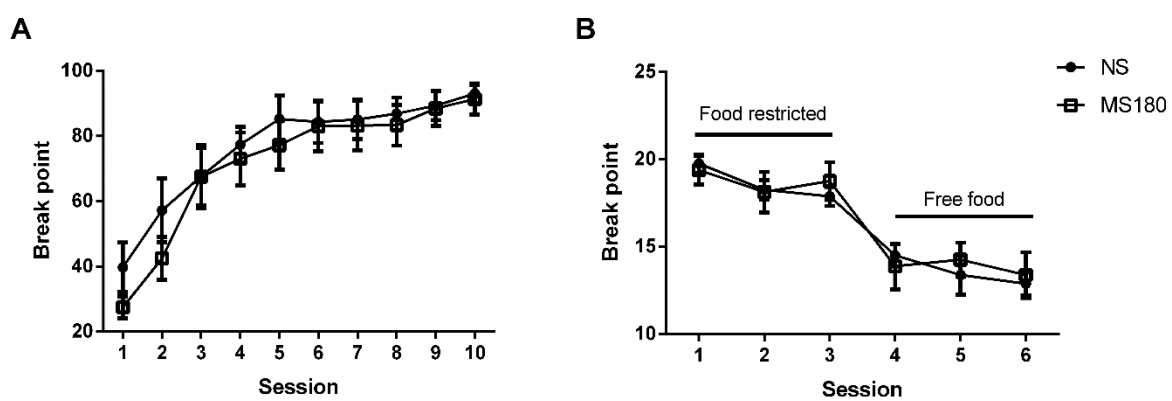 A
Break point
100
80
60
40
20
1 2 3 4 5 6 7 8 9 10
Session
B
Break point
25
20
15
10
Food restricted
Free food
1 2 3 4 5 6
Session
NS
MS180